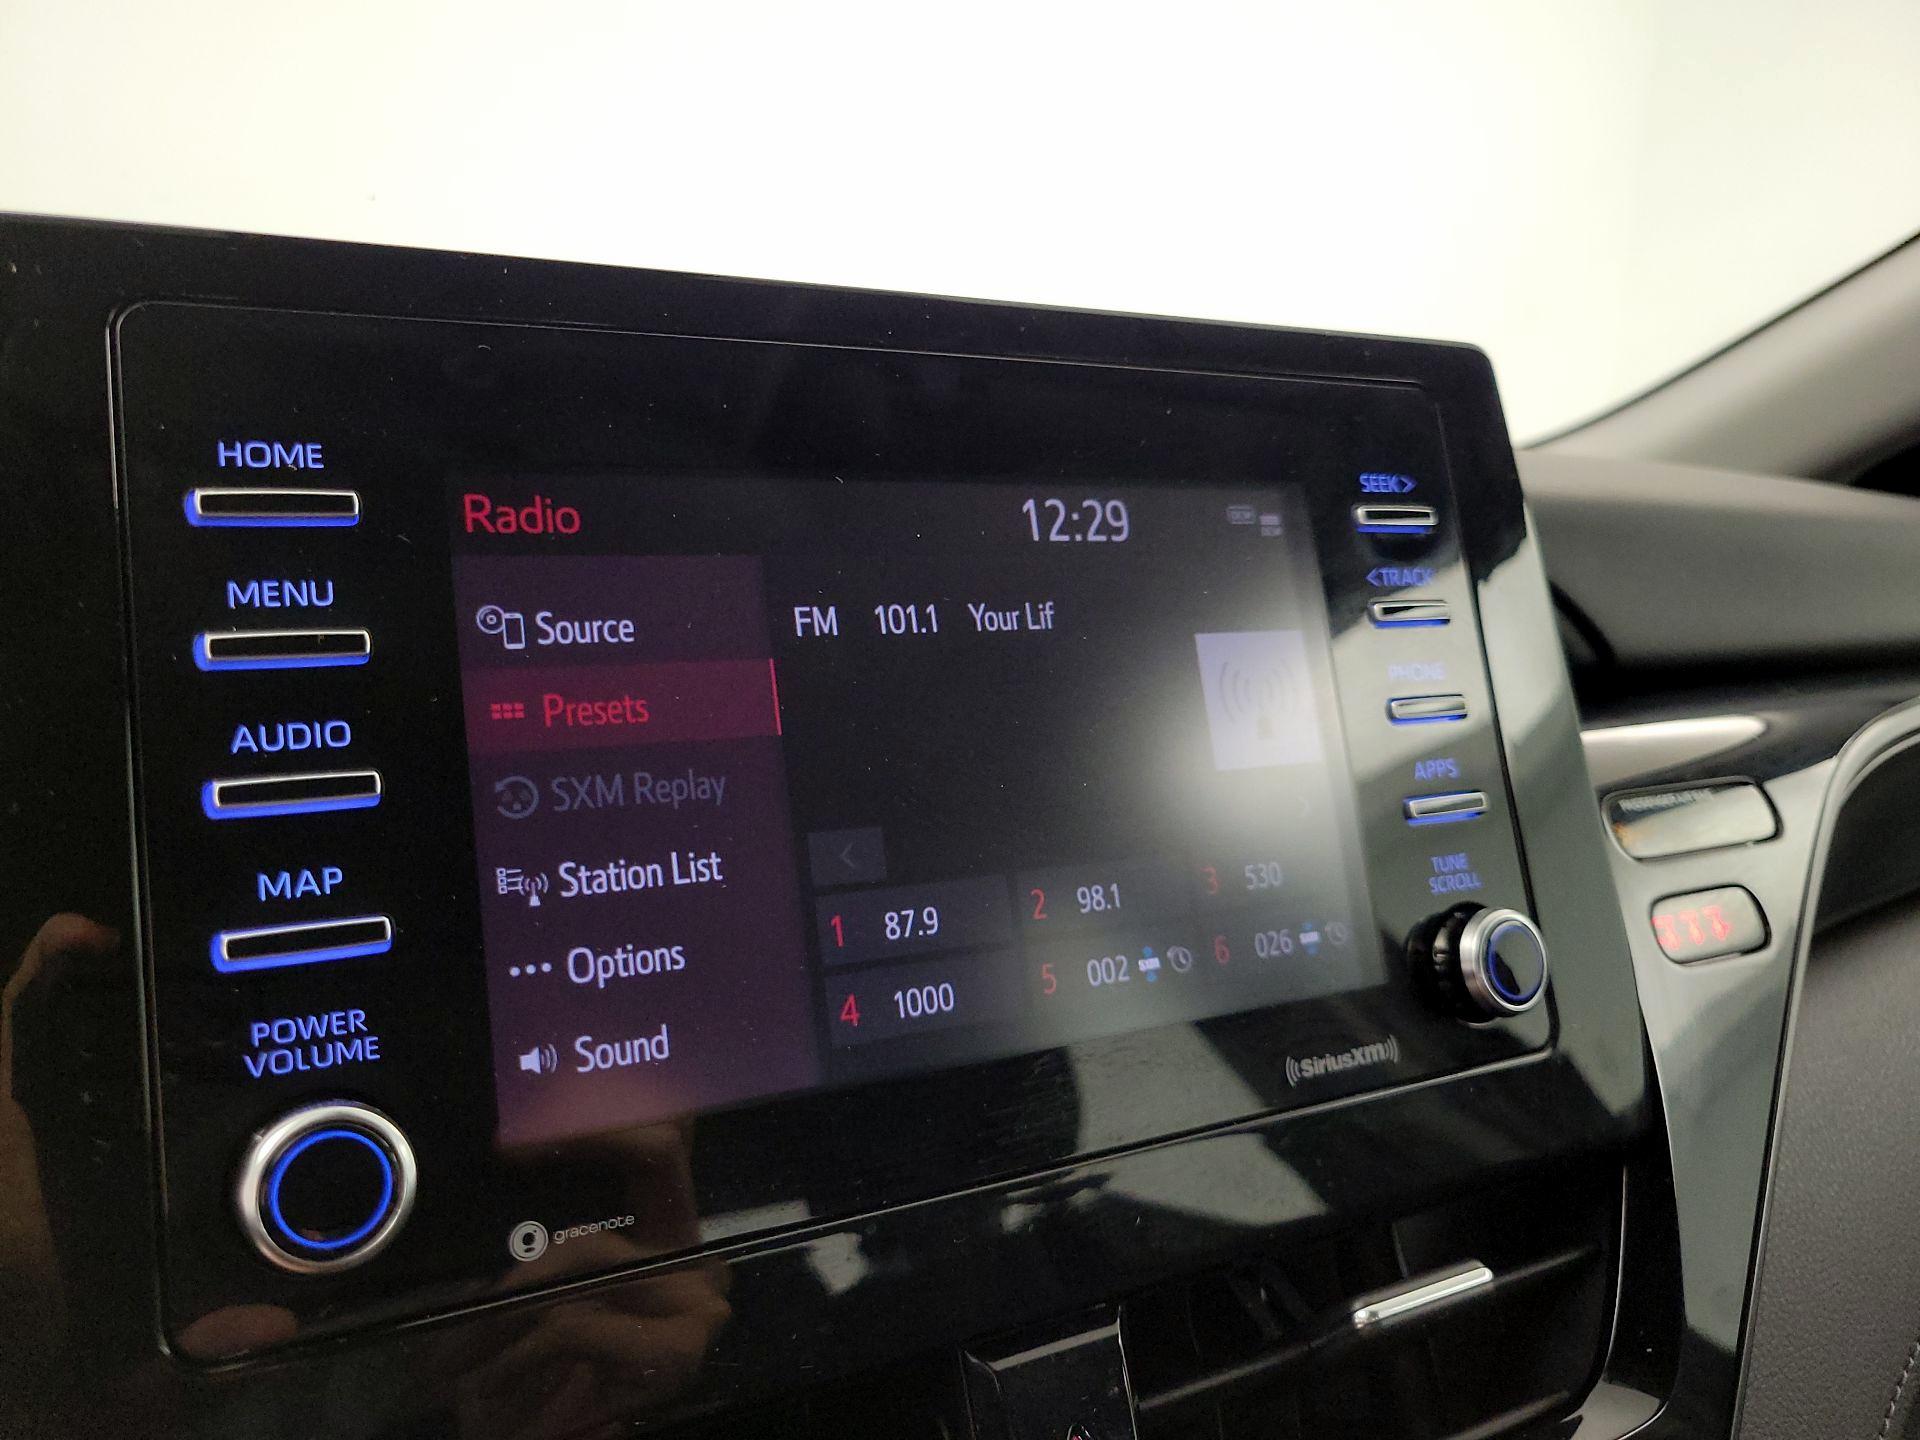 HOME
MENU
AUDIO
MAP
POWER
VOLUME
Radio
12:29
Source
Presets
SXM Replay
Station List
Options
Sound
FM 101.1 Your Lif
1 87.9
2 98.1
3 530
4 1000
5 002 SXM
6 026 SXM
SEEK>
<TRACK
PHONE
APPS
TUNE
SCROLL
gracenote
((SiriusXM))